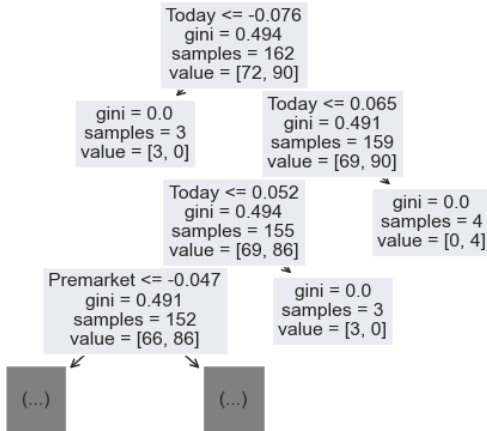 Today <= -0.076
gini = 0.494
samples = 162
value = [72, 90]
gini = 0.0
samples = 3
value = [3, 0]
Today <= 0.065
gini = 0.491
samples = 159
value = [69, 90]
Today <= 0.052
gini = 0.494
samples = 155
value = [69, 86]
gini = 0.0
samples = 4
value = [0, 4]
Premarket <= -0.047
gini = 0.491
samples = 152
value = [66, 86]
gini = 0.0
samples = 3
value = [3, 0]
(...)
(...)